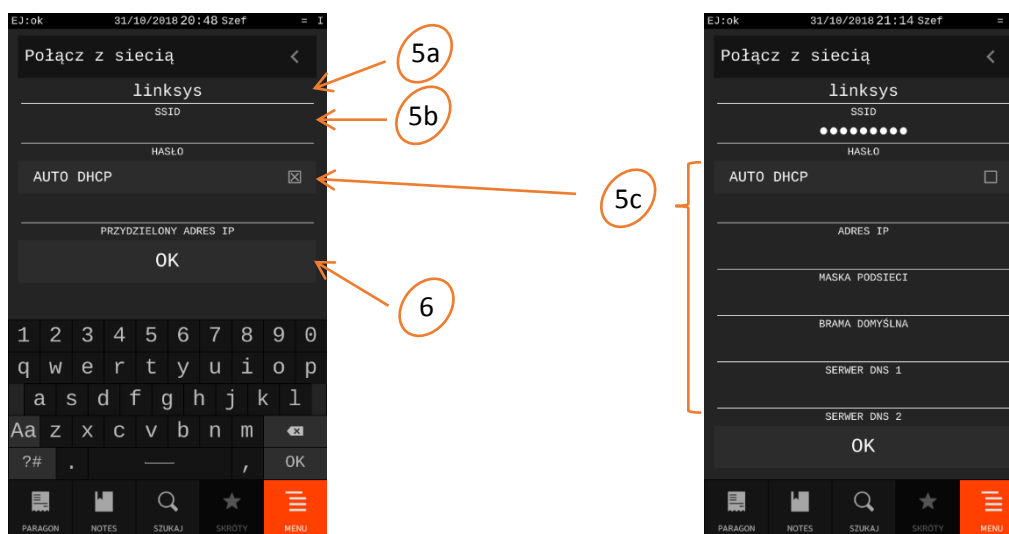 EJ:ok 31/10/2018 20:48 Szef = I
Połącz z siecią <
linksys
SSID
HASŁO
AUTO DHCP
PRZYDZIELONY ADRES IP
OK
1 2 3 4 5 6 7 8 9 0
q w e r t y u i o p
a s d f g h j k l
Aa z x c v b n m
?# . , OK
PARAGON NOTES SZUKAJ SKRÓTY MENU
5a
5b
5c
6
EJ:ok 31/10/2018 21:14 Szef =
Połącz z siecią <
linksys
SSID
●●●●●●●●●
HASŁO
AUTO DHCP
ADRES IP
MASKA PODSIECI
BRAMA DOMYŚLNA
SERWER DNS 1
SERWER DNS 2
OK
PARAGON NOTES SZUKAJ SKRÓTY MENU